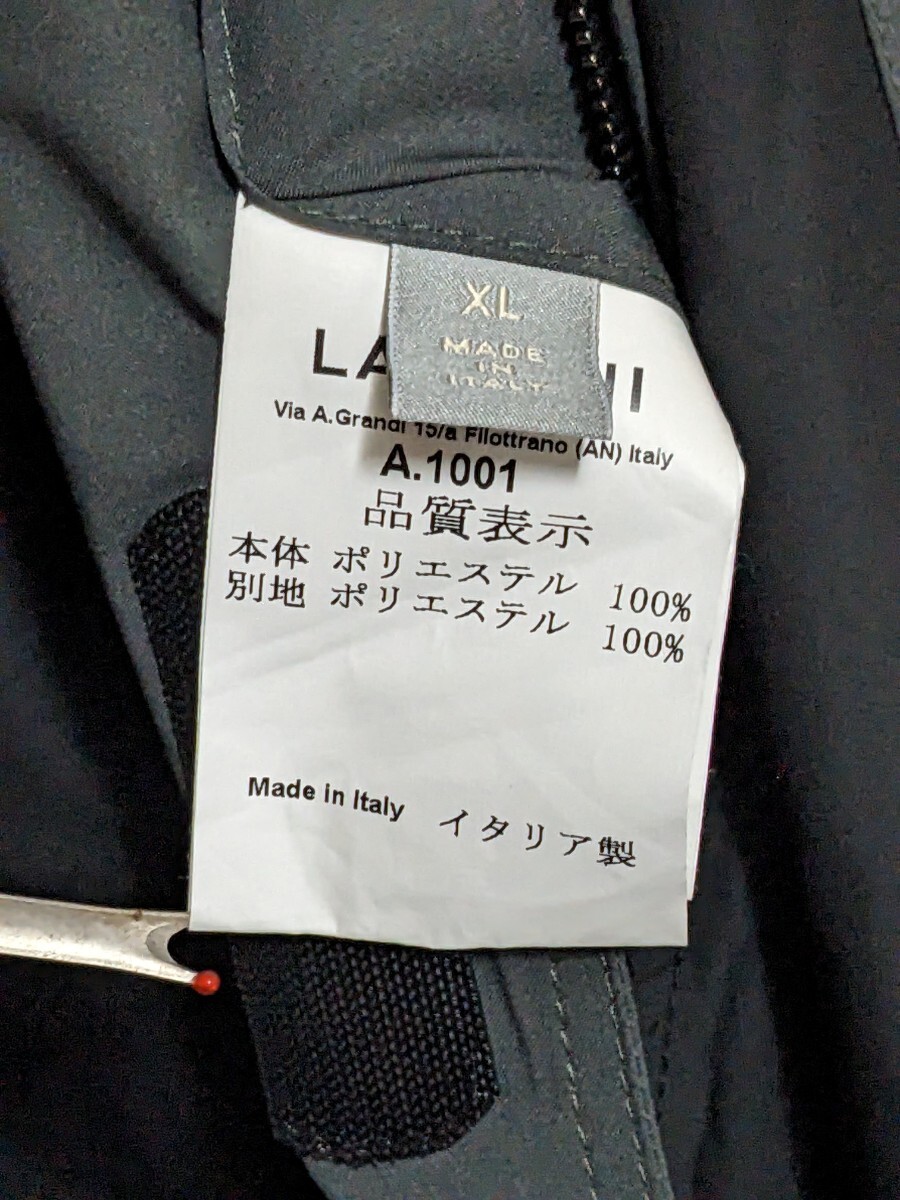 XL
MADE
IN
ITALY
Via A.Grandi 15/a Filottrano (AN) Italy
A.1001
品質表示
本体 ポリエステル 100%
別地 ポリエステル 100%
Made in Italy イタリア製